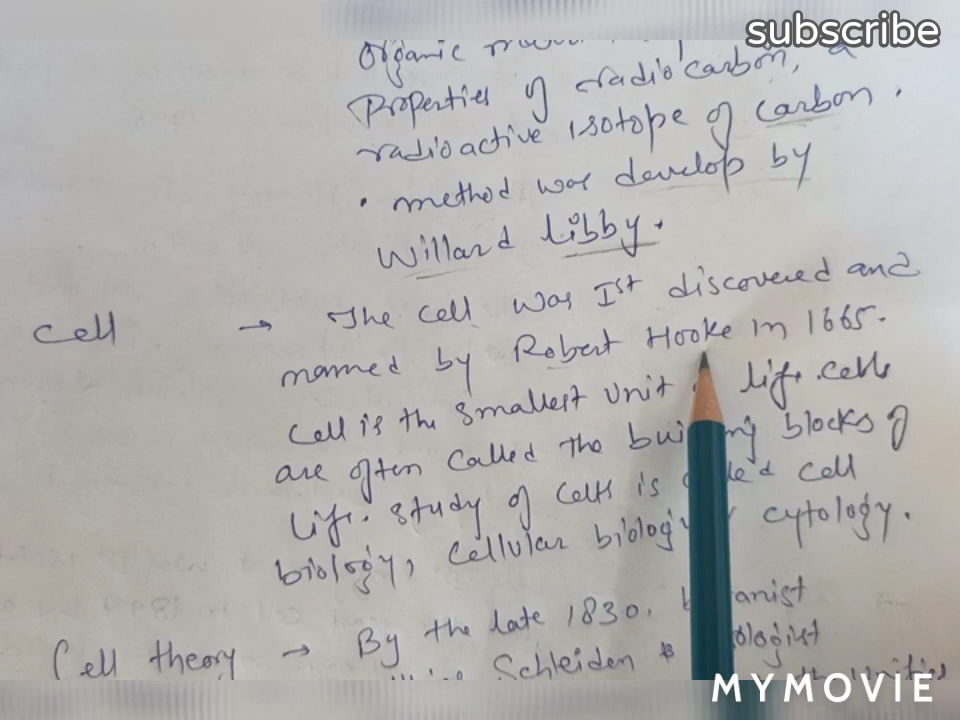 subscribe
Organic
Properties of radiocarbon, a
radioactive isotope of carbon.
• method was develop by
Willard Libby.
Cell → The cell was Ist discovered and
named by Robert Hooke in 1665.
Cell is the smallest unit life. cells
are often called the blocks of
Life. study of cells is cell
biology, cellular cytology.
Cell theory → By the late 1830.
Schleiden &
MYMOVIE